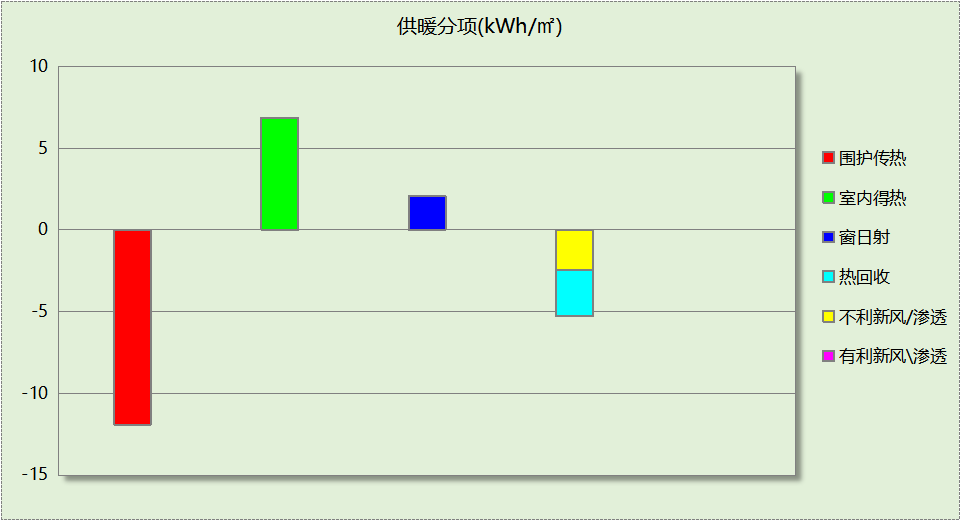 供暖分项(kWh/㎡)
10
5
0
-5
-10
-15
围护传热
室内得热
窗日射
热回收
不利新风/渗透
有利新风\渗透